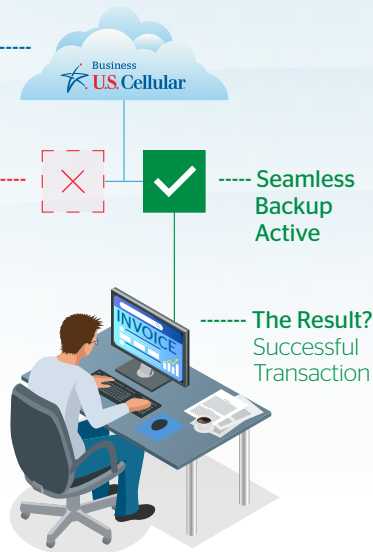 Business
U.S. Cellular
Seamless
Backup
Active
INVOICE
The Result?
Successful
Transaction